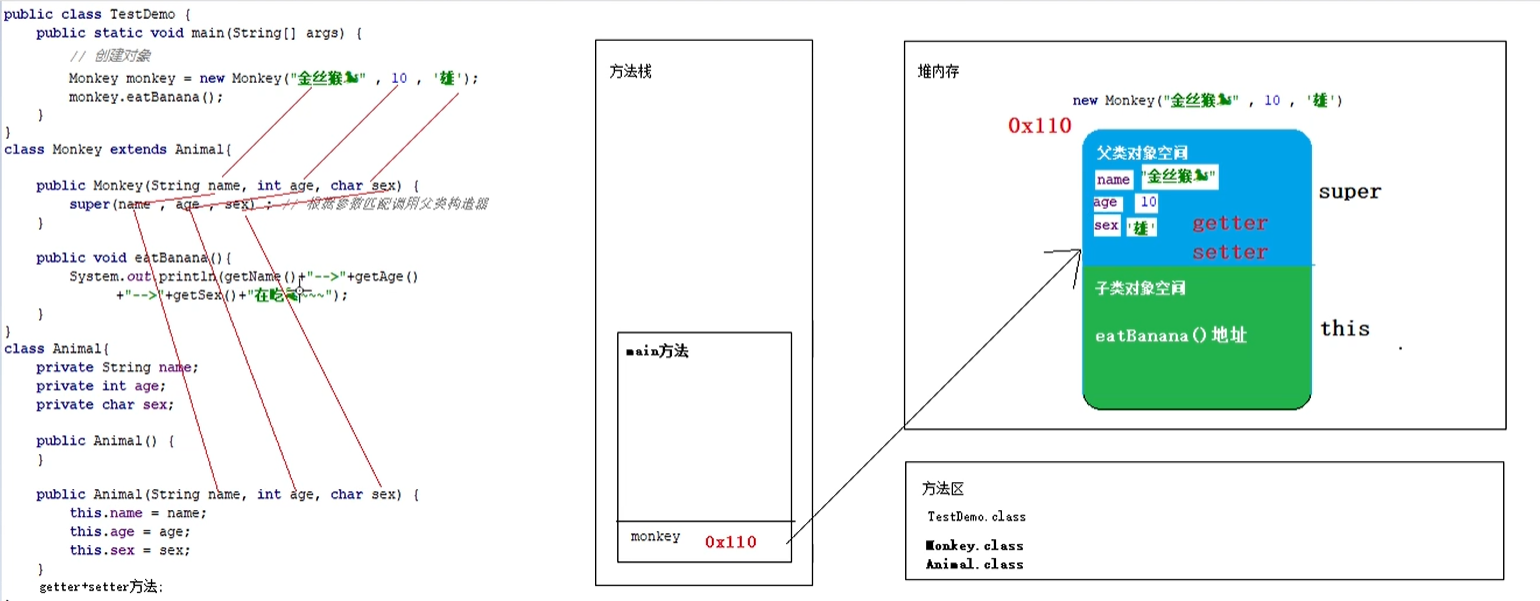 public class TestDemo {
public static void main(String[] args) {
// 创建对象
Monkey monkey = new Monkey("金丝猴🐒" , 10 , '雄');
monkey.eatBanana();
}
}
class Monkey extends Animal{
public Monkey(String name, int age, char sex) {
super(name , age , sex) ; // 根据参数匹配调用父类构造器
}
public void eatBanana(){
System.out.println(getName()+"-->"+getAge()
+"-->"+getSex()+"在吃~~~");
}
}
class Animal{
private String name;
private int age;
private char sex;
public Animal() {
}
public Animal(String name, int age, char sex) {
this.name = name;
this.age = age;
this.sex = sex;
}
getter+setter方法;
方法栈
main方法
monkey 0x110
堆内存
new Monkey("金丝猴🐒" , 10 , '雄')
0x110
父类对象空间
name "金丝猴🐒"
age 10
sex '雄'
getter
setter
super
子类对象空间
eatBanana()地址
this
方法区
TestDemo.class
Monkey.class
Animal.class